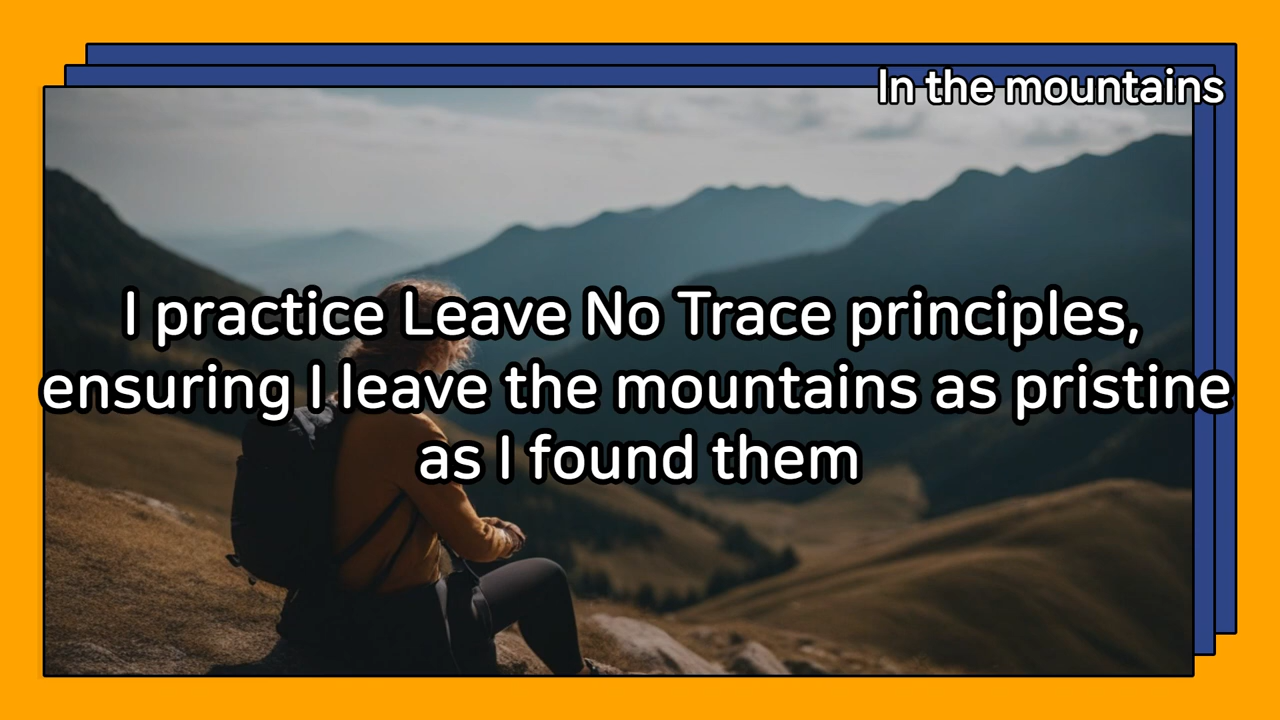 In the mountains
I practice Leave No Trace principles,
ensuring I leave the mountains as pristine
as I found them